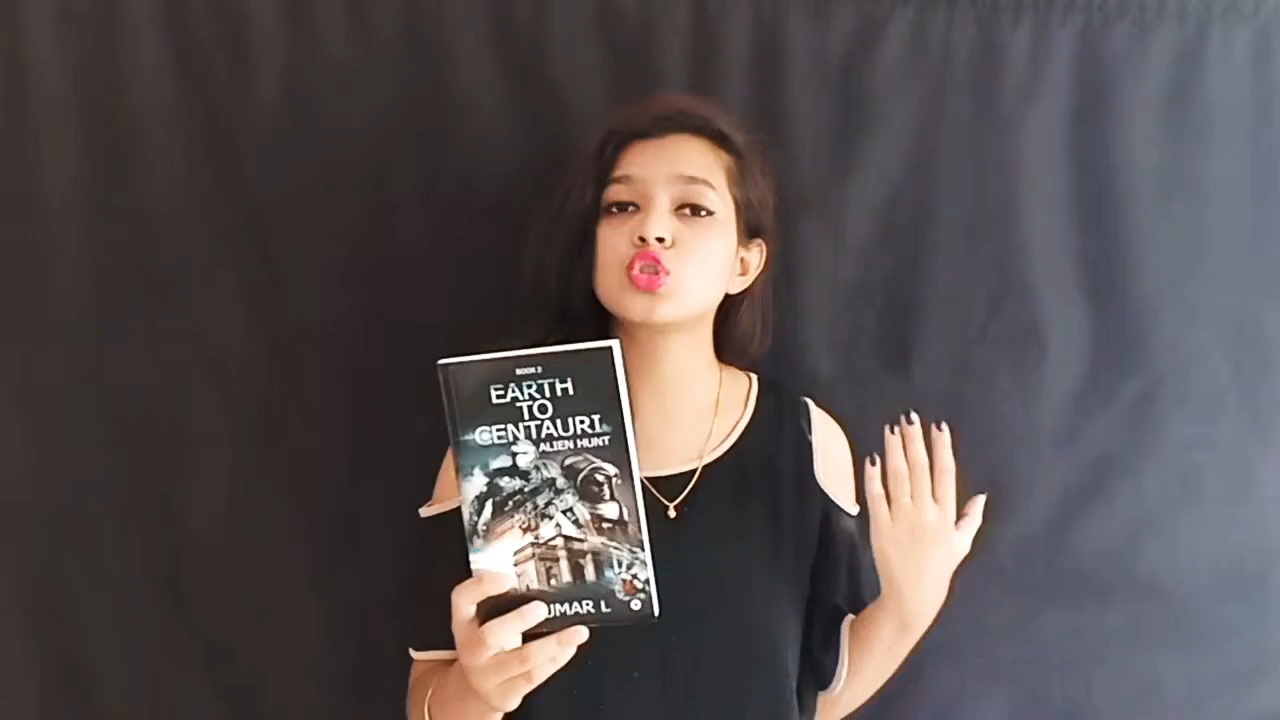 BOOK 2
EARTH
TO
CENTAURI
ALIEN HUNT
UMAR L